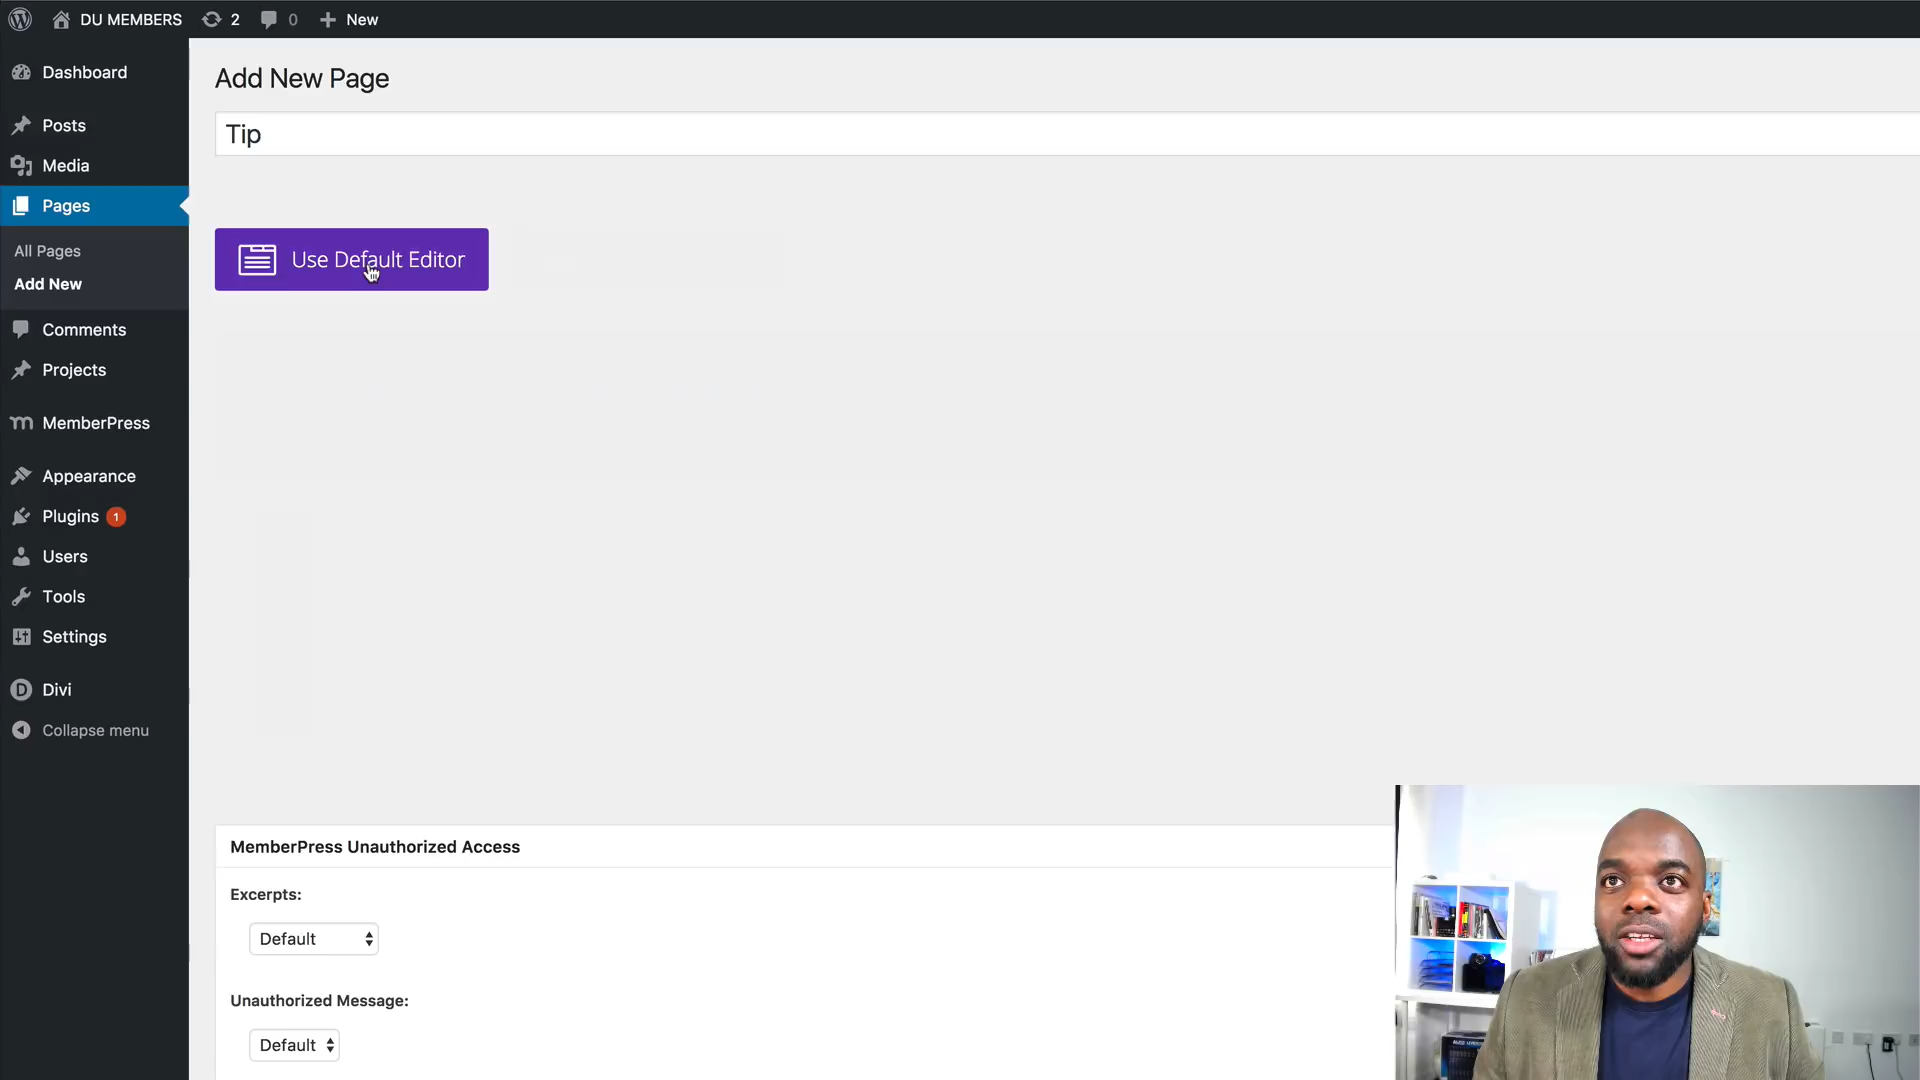 DU MEMBERS 2 0 New
Dashboard
Posts
Media
Pages
All Pages
Add New
Comments
Projects
MemberPress
Appearance
Plugins 1
Users
Tools
Settings
Divi
Collapse menu
Add New Page
Tip
Use Default Editor
MemberPress Unauthorized Access
Excerpts:
Default
Unauthorized Message:
Default